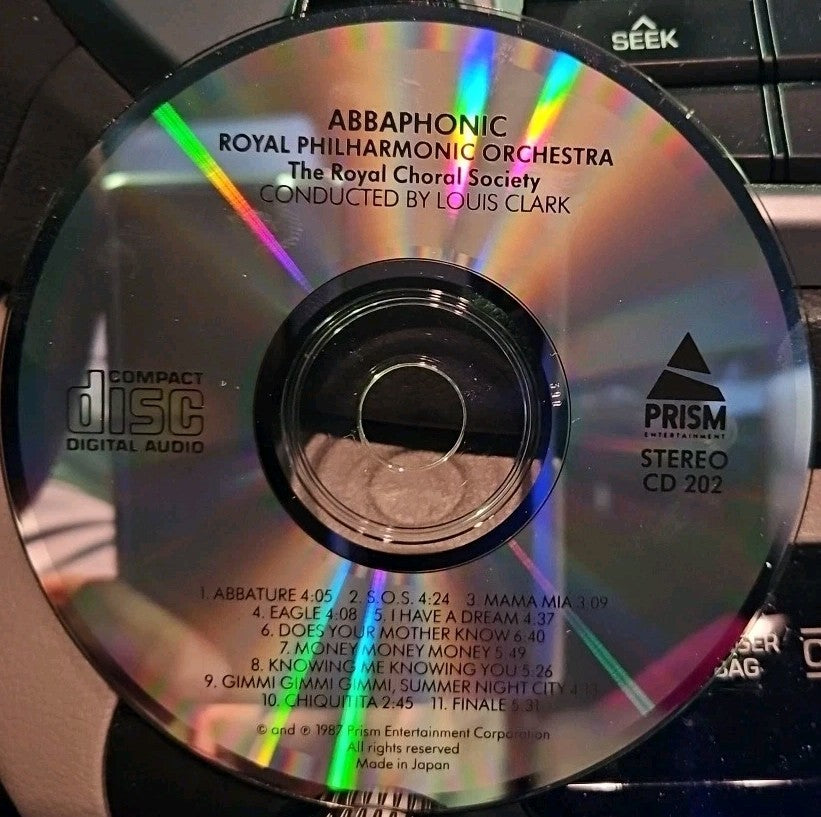 SEEK
ABBAPHONIC
ROYAL PHILHARMONIC ORCHESTRA
The Royal Choral Society
CONDUCTED BY LOUIS CLARK
COMPACT
disc
DIGITAL AUDIO
PRISM
ENTERTAINMENT
STEREO
CD 202
1. ABBATURE 4:05 2. S.O.S. 4:24 3. MAMA MIA 3:09
4. EAGLE 4:08 5. I HAVE A DREAM 4:37
6. DOES YOUR MOTHER KNOW 6:40
7. MONEY MONEY MONEY 5:49
8. KNOWING ME KNOWING YOU 5:26
9. GIMMI GIMMI GIMMI, SUMMER NIGHT CITY
10. CHIQUITITA 2:45 11. FINALE 5:31
© and ℗ 1987 Prism Entertainment Corporation
All rights reserved
Made in Japan
BAG